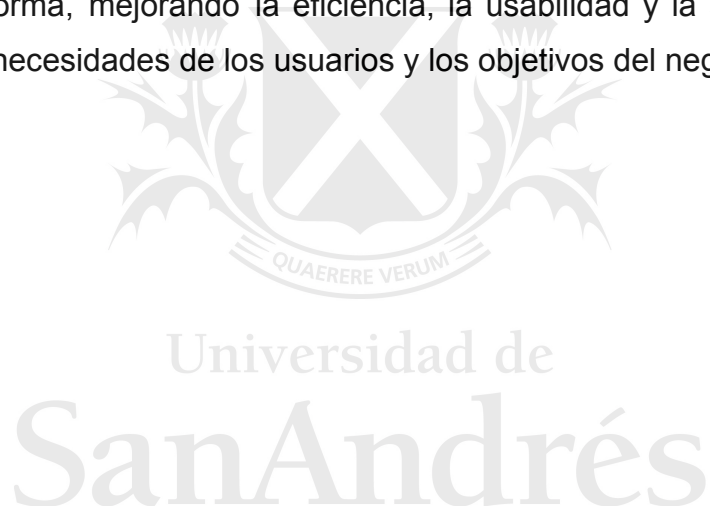 orma, mejorando la eficiencia, la usabilidad y la
necesidades de los usuarios y los objetivos del neg
QUAERERE VERUM
Universidad de
SanAndrés